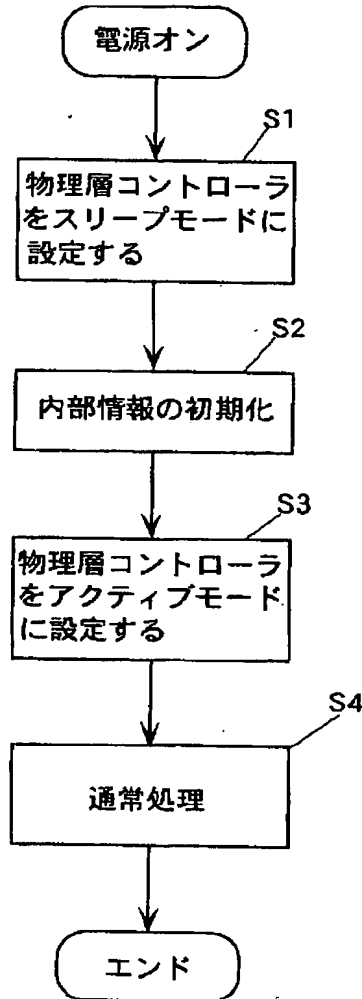 電源オン
S1
物理層コントローラ
をスリープモードに
設定する
S2
内部情報の初期化
S3
物理層コントローラ
をアクティブモード
に設定する
S4
通常処理
エンド